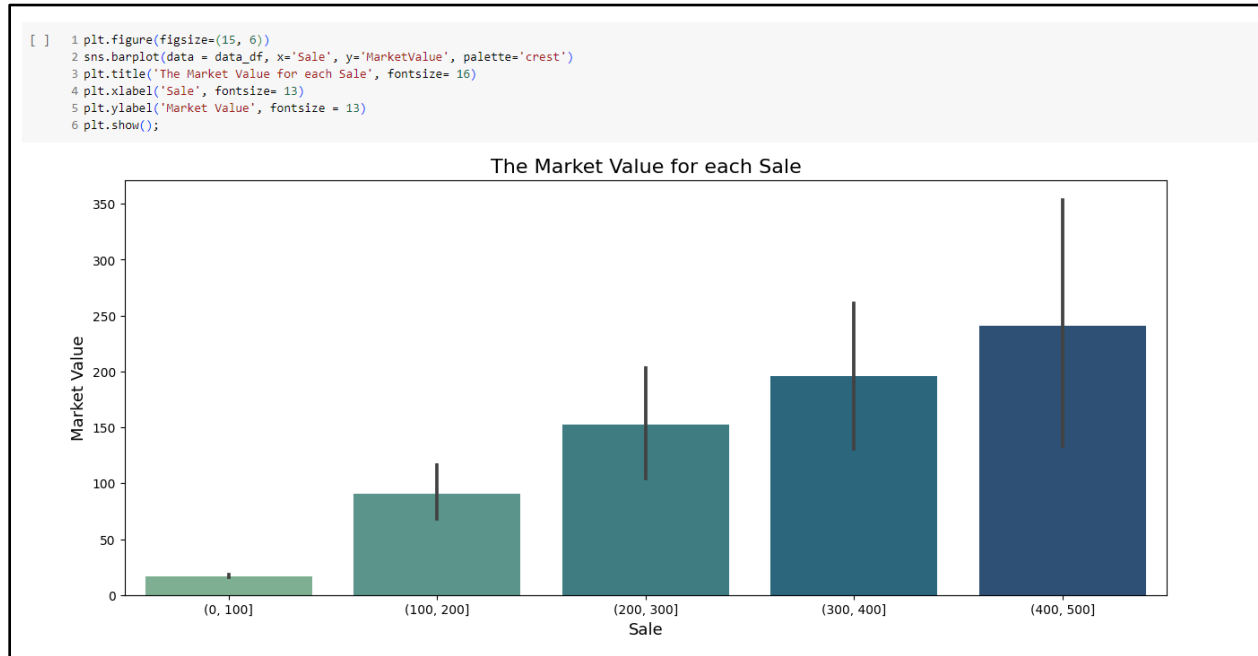 [ ] 1 plt.figure(figsize=(15, 6))
2 sns.barplot(data = data_df, x='Sale', y='MarketValue', palette='crest')
3 plt.title('The Market Value for each Sale', fontsize= 16)
4 plt.xlabel('Sale', fontsize= 13)
5 plt.ylabel('Market Value', fontsize = 13)
6 plt.show();
The Market Value for each Sale
Market Value
350
300
250
200
150
100
50
0
(0, 100] (100, 200] (200, 300] (300, 400] (400, 500]
Sale